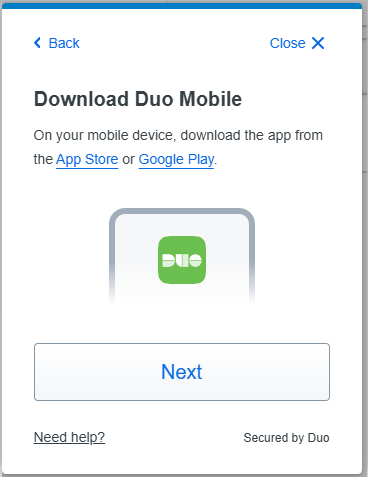 Back
Close
Download Duo Mobile
On your mobile device, download the app from
the App Store or Google Play.
DUO
Next
Need help?
Secured by Duo